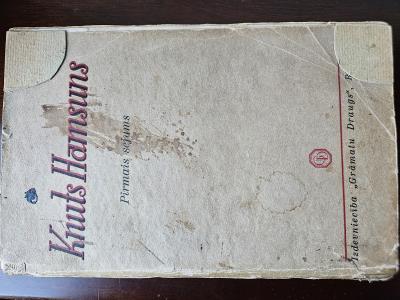 Knuts Hamsuns
Pirmais sējums
Izdevniecība „Grāmatu Draugs“, R